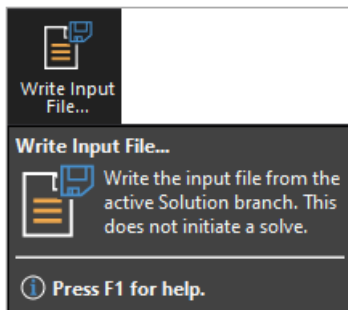 Write Input
File...
Write Input File...
Write the input file from the
active Solution branch. This
does not initiate a solve.
Press F1 for help.